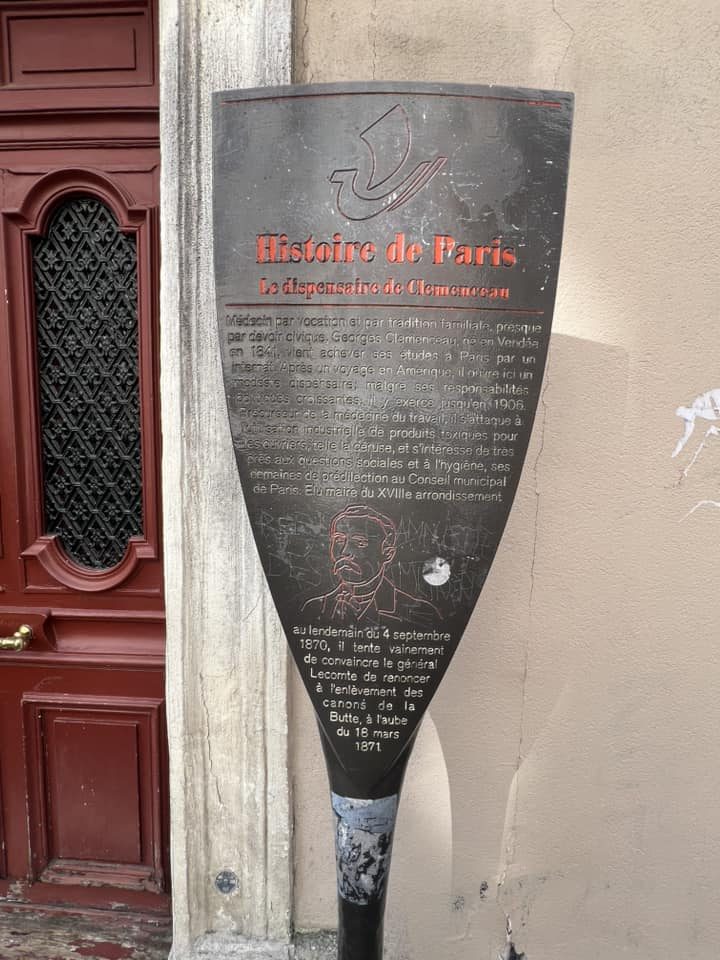 Histoire de Paris
Le dispensaire de Clemenceau
Médecin par vocation et par tradition familiale, presque
par devoir civique, Georges Clemenceau, né en Vendée
en 1841, vient achever ses études à Paris par un
internat. Après un voyage en Amérique, il ouvre ici un
modeste dispensaire; malgré ses responsabilités
politiques croissantes, il y exerce jusqu'en 1906.
Précurseur de la médecine du travail, il s'attaque à
l'utilisation industrielle de produits toxiques pour
les ouvriers, telle la céruse, et s'intéresse de très
près aux questions sociales et à l'hygiène, ses
domaines de prédilection au Conseil municipal
de Paris. Elu maire du XVIIIe arrondissement
au lendemain du 4 septembre
1870, il tente vainement
de convaincre le général
Lecomte de renoncer
à l'enlèvement des
canons de la
Butte, à l'aube
du 18 mars
1871.